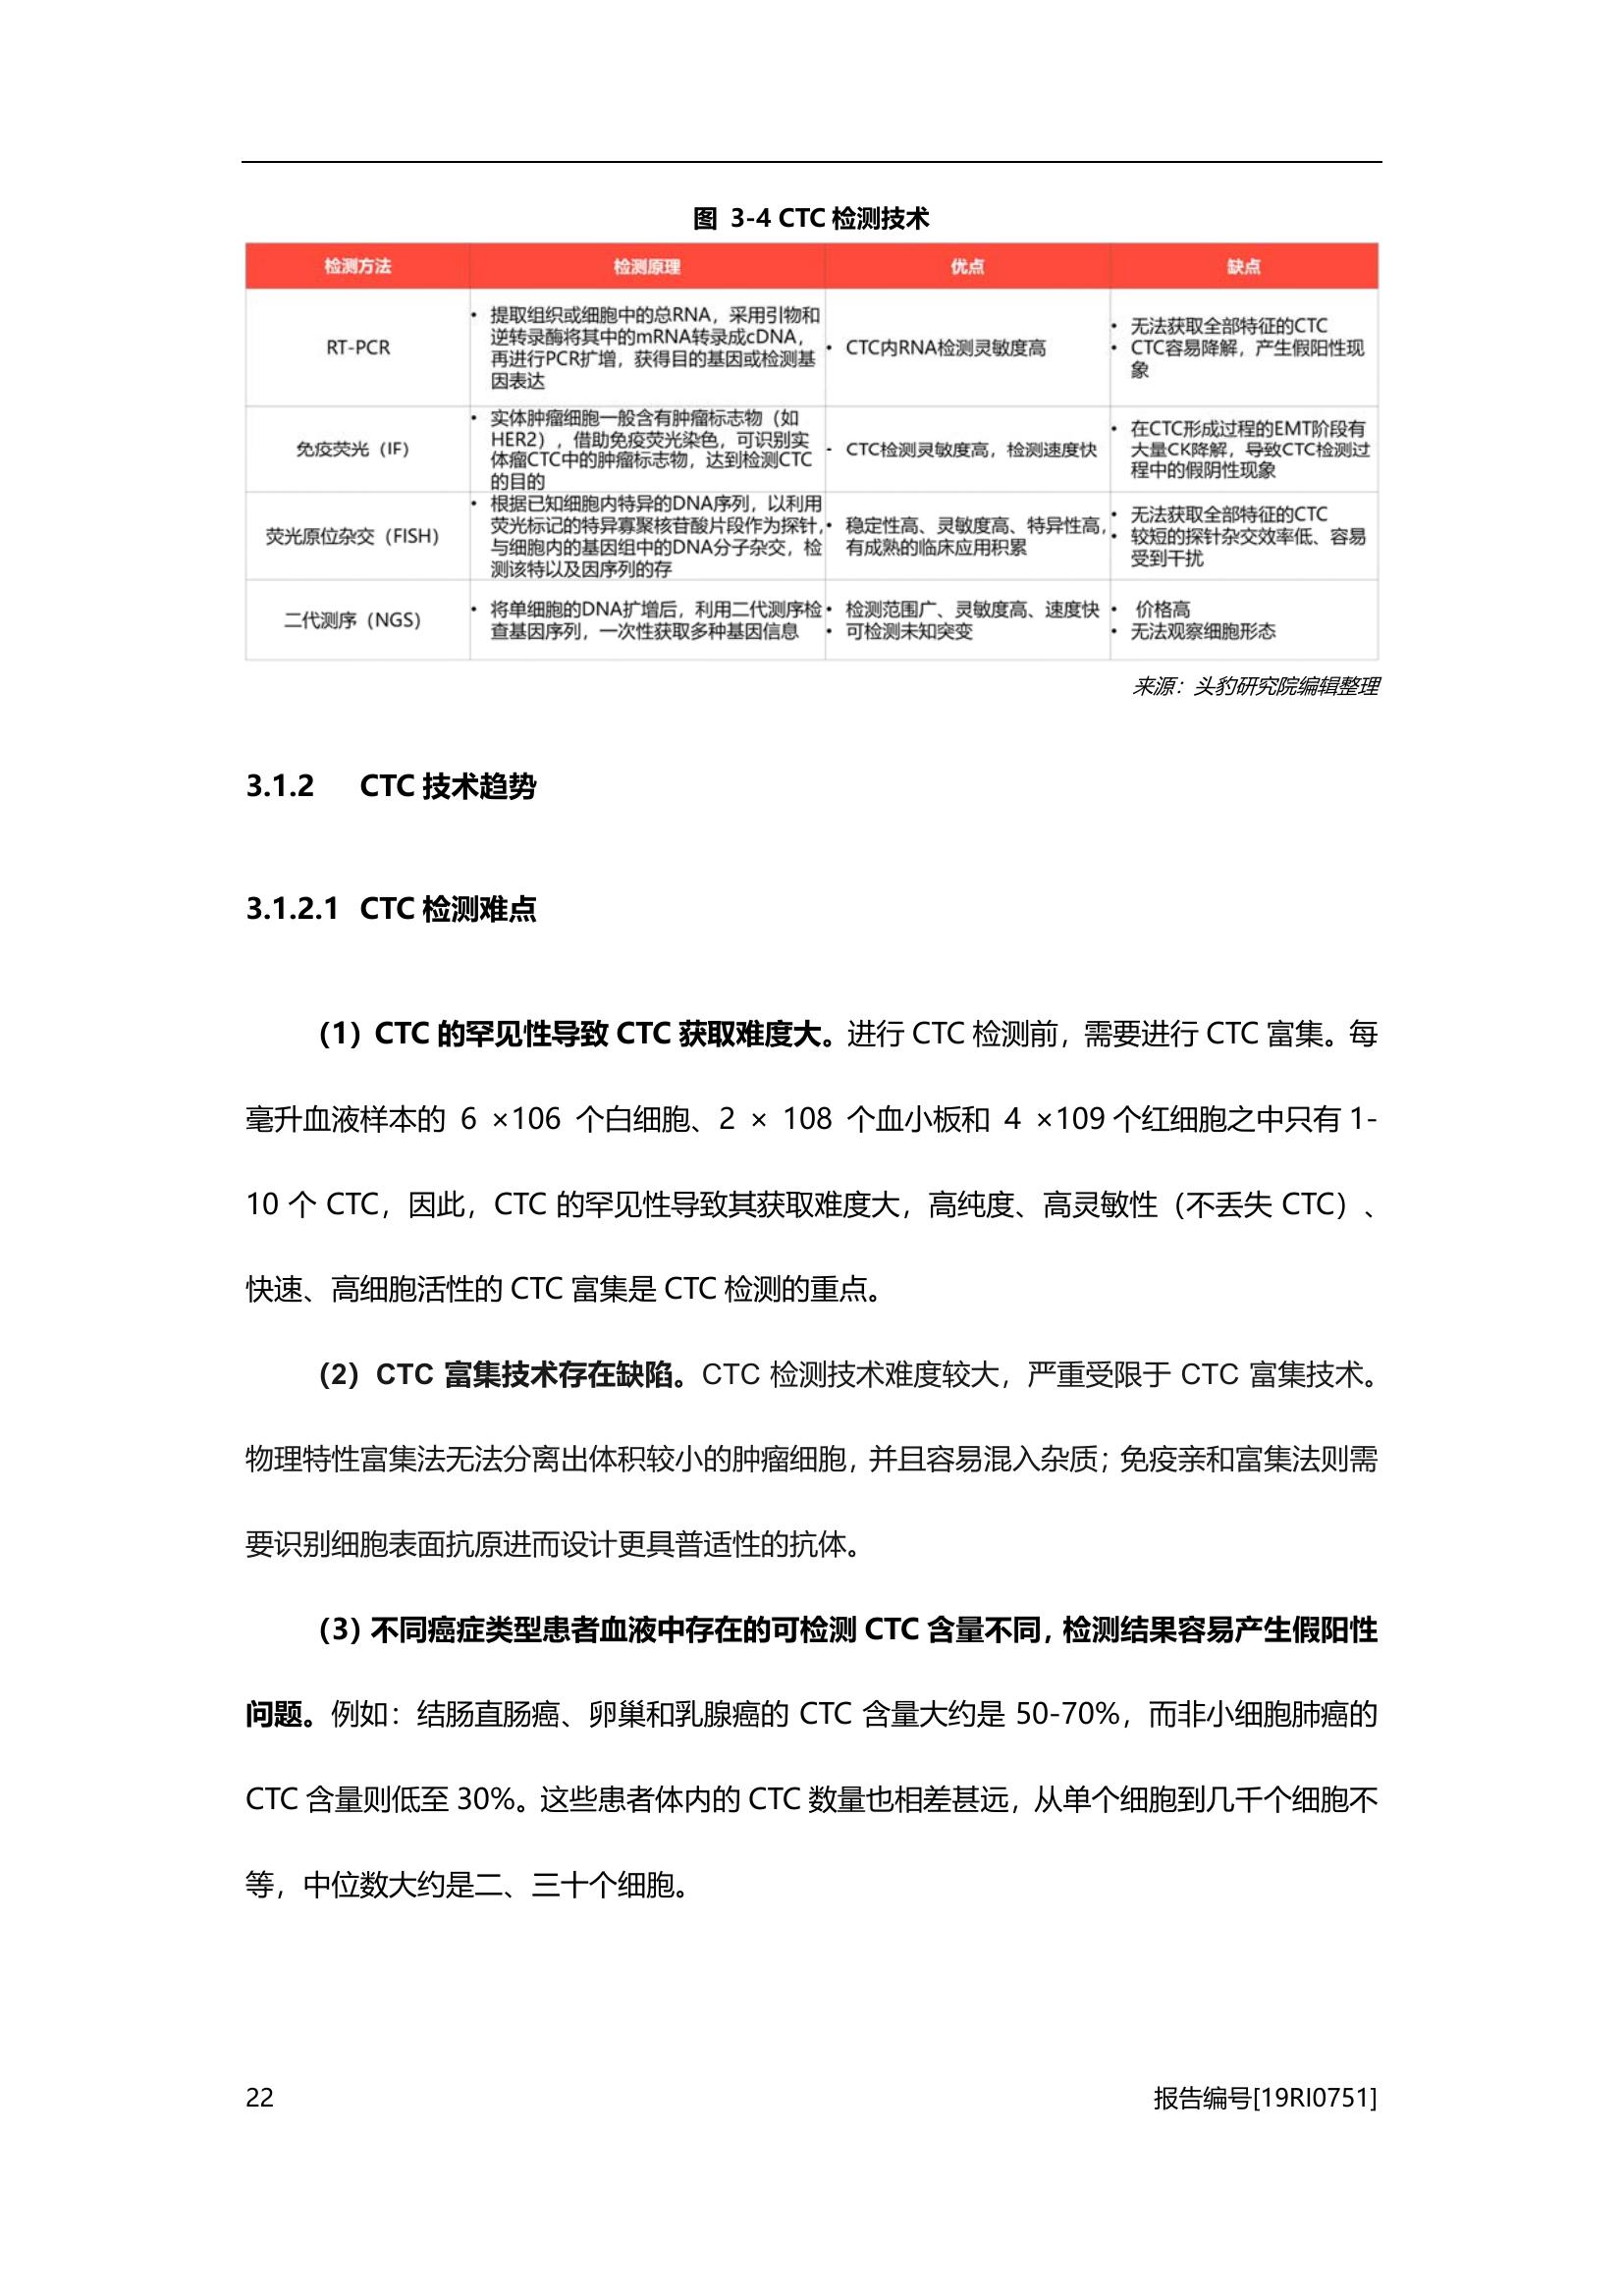 图 3-4 CTC 检测技术
检测方法 检测原理 优点 缺点
RT-PCR
• 提取组织或细胞中的总RNA，采用引物和
逆转录酶将其中的mRNA转录成cDNA，
再进行PCR扩增，获得目的基因或检测基
因表达
• CTC内RNA检测灵敏度高
• 无法获取全部特征的CTC
• CTC容易降解，产生假阳性现
象
免疫荧光（IF）
• 实体肿瘤细胞一般含有肿瘤标志物（如
HER2），借助免疫荧光染色，可识别实
体瘤CTC中的肿瘤标志物，达到检测CTC
的目的
- CTC检测灵敏度高，检测速度快
• 在CTC形成过程的EMT阶段有
大量CK降解，导致CTC检测过
程中的假阴性现象
荧光原位杂交（FISH）
• 根据已知细胞内特异的DNA序列，以利用
荧光标记的特异寡聚核苷酸片段作为探针，
与细胞内的基因组中的DNA分子杂交，检
测该特以及因序列的存
• 稳定性高、灵敏度高、特异性高，
有成熟的临床应用积累
• 无法获取全部特征的CTC
• 较短的探针杂交效率低、容易
受到干扰
二代测序（NGS）
• 将单细胞的DNA扩增后，利用二代测序检
查基因序列，一次性获取多种基因信息
• 检测范围广、灵敏度高、速度快
• 可检测未知突变
• 价格高
• 无法观察细胞形态
来源：头豹研究院编辑整理
3.1.2 CTC 技术趋势
3.1.2.1 CTC 检测难点
（1）CTC 的罕见性导致 CTC 获取难度大。进行 CTC 检测前，需要进行 CTC 富集。每
毫升血液样本的 6 ×106 个白细胞、2 × 108 个血小板和 4 ×109 个红细胞之中只有 1-
10 个 CTC，因此，CTC 的罕见性导致其获取难度大，高纯度、高灵敏性（不丢失 CTC）、
快速、高细胞活性的 CTC 富集是 CTC 检测的重点。
（2）CTC 富集技术存在缺陷。CTC 检测技术难度较大，严重受限于 CTC 富集技术。
物理特性富集法无法分离出体积较小的肿瘤细胞，并且容易混入杂质；免疫亲和富集法则需
要识别细胞表面抗原进而设计更具普适性的抗体。
（3）不同癌症类型患者血液中存在的可检测 CTC 含量不同，检测结果容易产生假阳性
问题。例如：结肠直肠癌、卵巢和乳腺癌的 CTC 含量大约是 50-70%，而非小细胞肺癌的
CTC 含量则低至 30%。这些患者体内的 CTC 数量也相差甚远，从单个细胞到几千个细胞不
等，中位数大约是二、三十个细胞。
22 报告编号[19RI0751]